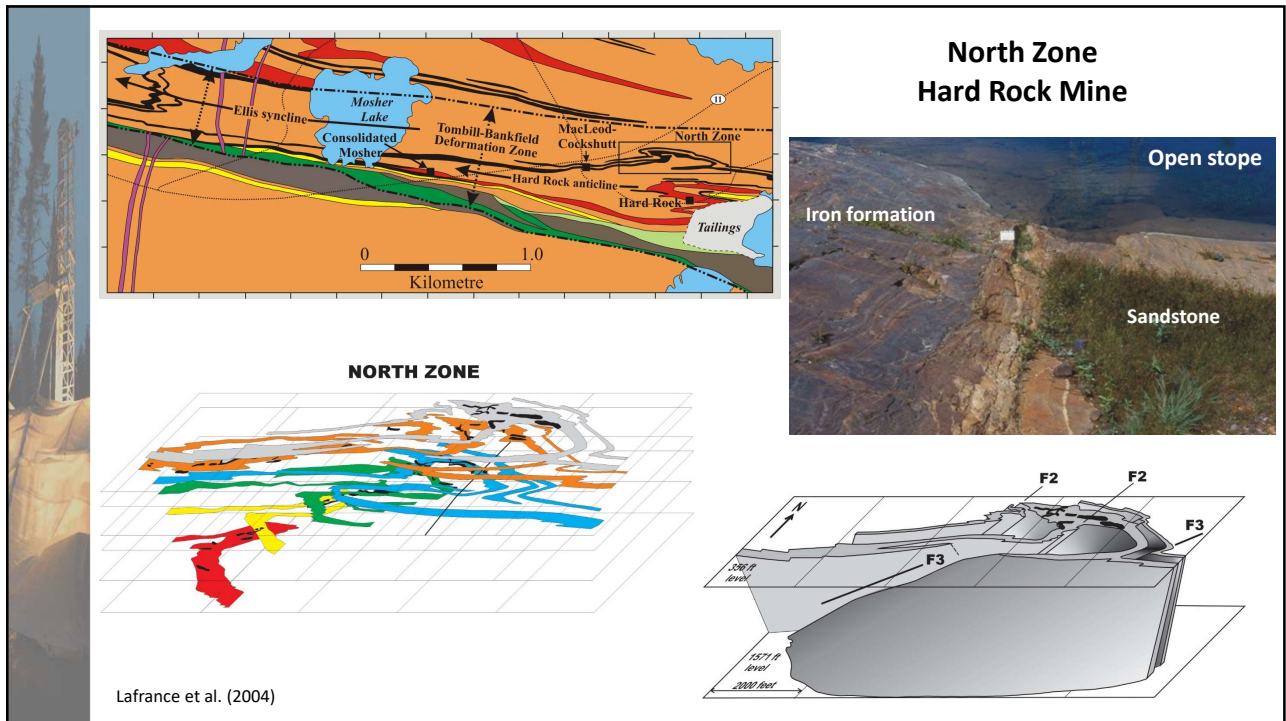 North Zone
Hard Rock Mine
Mosher
Lake
Ellis syncline
Consolidated
Mosher
Tombill-Bankfield
Deformation Zone
MacLeod-
Cockshutt
11
North Zone
Hard Rock anticline
Hard Rock
Tailings
0 1.0
Kilometre
Open stope
Iron formation
Sandstone
NORTH ZONE
F2 F2
N
F3
F3
356 ft
level
1571 ft
level
2000 feet
Lafrance et al. (2004)